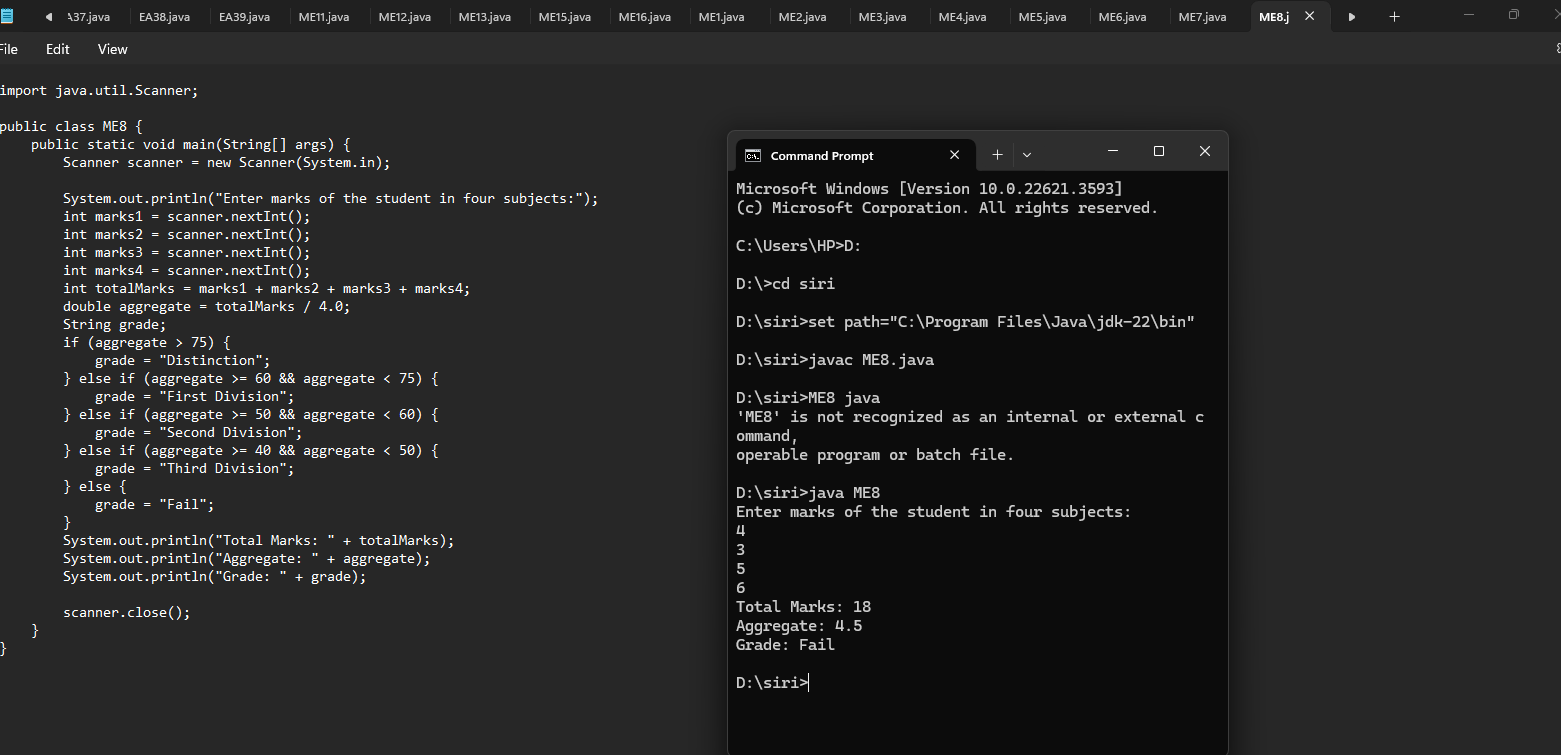 A37.java EA38.java EA39.java ME11.java ME12.java ME13.java ME15.java ME16.java ME1.java ME2.java ME3.java ME4.java ME5.java ME6.java ME7.java ME8.j
File Edit View
import java.util.Scanner;
public class ME8 {
public static void main(String[] args) {
Scanner scanner = new Scanner(System.in);
System.out.println("Enter marks of the student in four subjects:");
int marks1 = scanner.nextInt();
int marks2 = scanner.nextInt();
int marks3 = scanner.nextInt();
int marks4 = scanner.nextInt();
int totalMarks = marks1 + marks2 + marks3 + marks4;
double aggregate = totalMarks / 4.0;
String grade;
if (aggregate > 75) {
grade = "Distinction";
} else if (aggregate >= 60 && aggregate < 75) {
grade = "First Division";
} else if (aggregate >= 50 && aggregate < 60) {
grade = "Second Division";
} else if (aggregate >= 40 && aggregate < 50) {
grade = "Third Division";
} else {
grade = "Fail";
}
System.out.println("Total Marks: " + totalMarks);
System.out.println("Aggregate: " + aggregate);
System.out.println("Grade: " + grade);
scanner.close();
}
}
Command Prompt
Microsoft Windows [Version 10.0.22621.3593]
(c) Microsoft Corporation. All rights reserved.
C:\Users\HP>D:
D:\>cd siri
D:\siri>set path="C:\Program Files\Java\jdk-22\bin"
D:\siri>javac ME8.java
D:\siri>ME8 java
'ME8' is not recognized as an internal or external c
ommand,
operable program or batch file.
D:\siri>java ME8
Enter marks of the student in four subjects:
4
3
5
6
Total Marks: 18
Aggregate: 4.5
Grade: Fail
D:\siri>